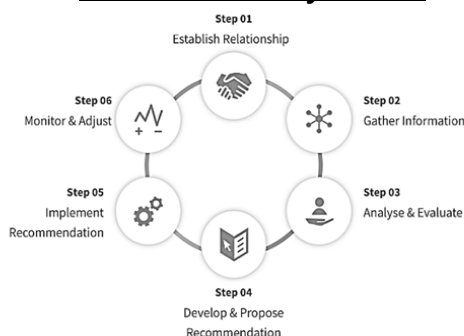 Step 01
Establish Relationship
Step 02
Gather Information
Step 03
Analyse & Evaluate
Step 04
Develop & Propose
Recommendation
Step 05
Implement
Recommendation
Step 06
Monitor & Adjust